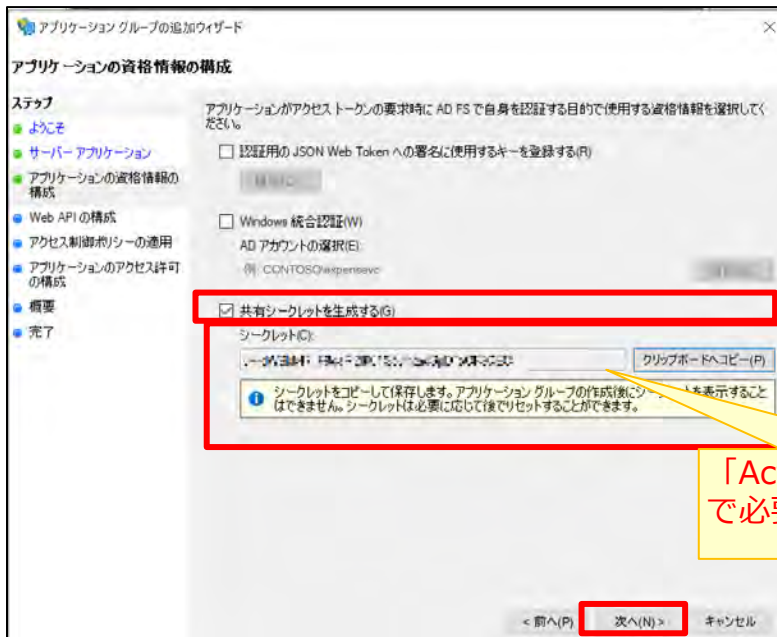 アプリケーション グループの追加ウィザード
アプリケーションの資格情報の構成
ステップ
ようこそ
サーバー アプリケーション
アプリケーションの資格情報の
構成
Web API の構成
アクセス制御ポリシーの適用
アプリケーションのアクセス許可
の構成
概要
完了
アプリケーションがアクセス トークンの要求時に AD FS で自身を認証する目的で使用する資格情報を選択してく
ださい。
認証用の JSON Web Token への署名に使用するキーを登録する(R)
Windows 統合認証(W)
AD アカウントの選択(E):
例: CONTOSO\expensesvc
共有シークレットを生成する(G)
シークレット(C):
クリップボードへコピー(P)
シークレットをコピーして保存します。アプリケーション グループの作成後にシー を表示すること
はできません。シークレットは必要に応じて後でリセットすることができます。
「Ac
で必
< 前へ(P)
次へ(N) >
キャンセル